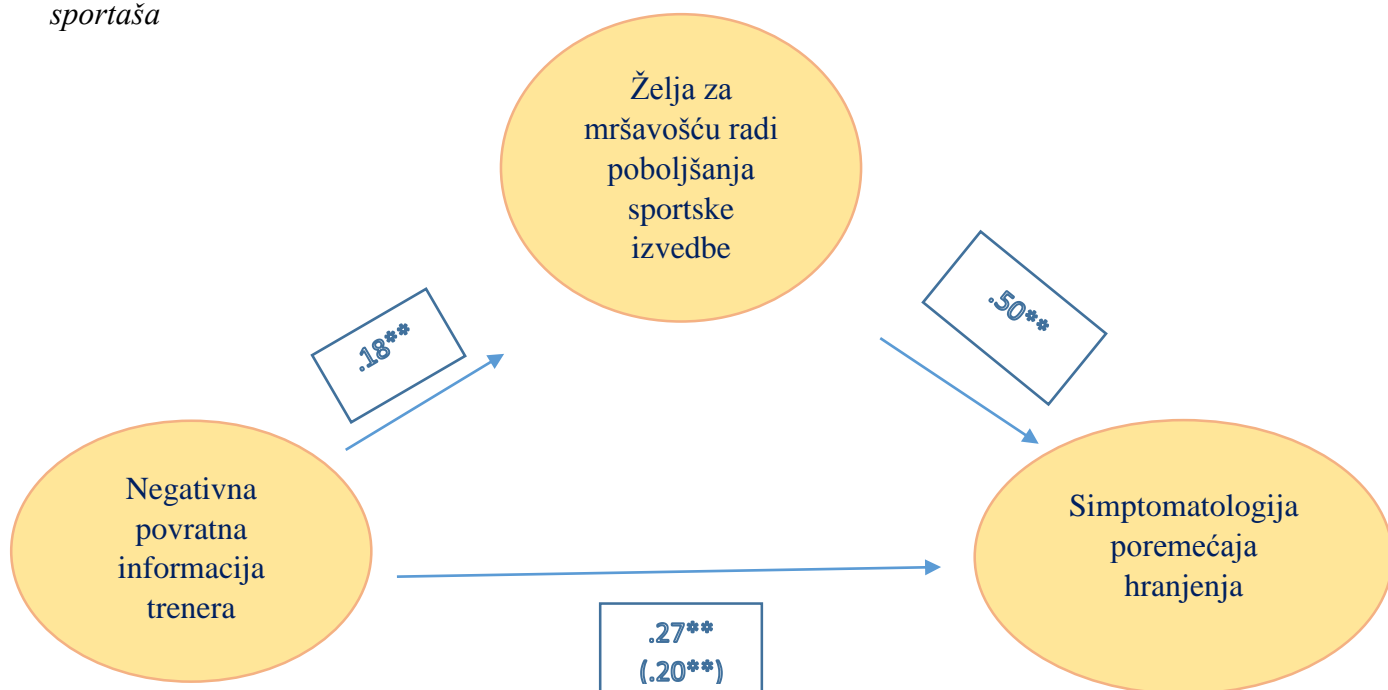 sportaša
Želja za
mršavošću radi
poboljšanja
sportske
izvedbe
.18**
.50**
Negativna
povratna
informacija
trenera
Simptomatologija
poremećaja
hranjenja
.27**
(.20**)